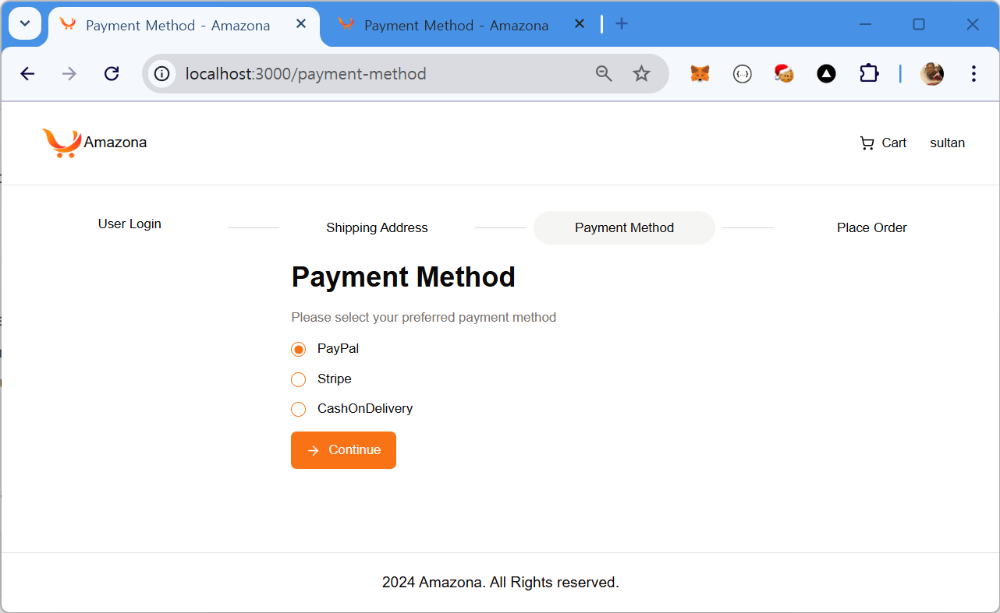 Payment Method - Amazona
Payment Method - Amazona
localhost:3000/payment-method
Amazona
Cart
sultan
User Login
Shipping Address
Payment Method
Place Order
Payment Method
Please select your preferred payment method
PayPal
Stripe
CashOnDelivery
Continue
2024 Amazona. All Rights reserved.